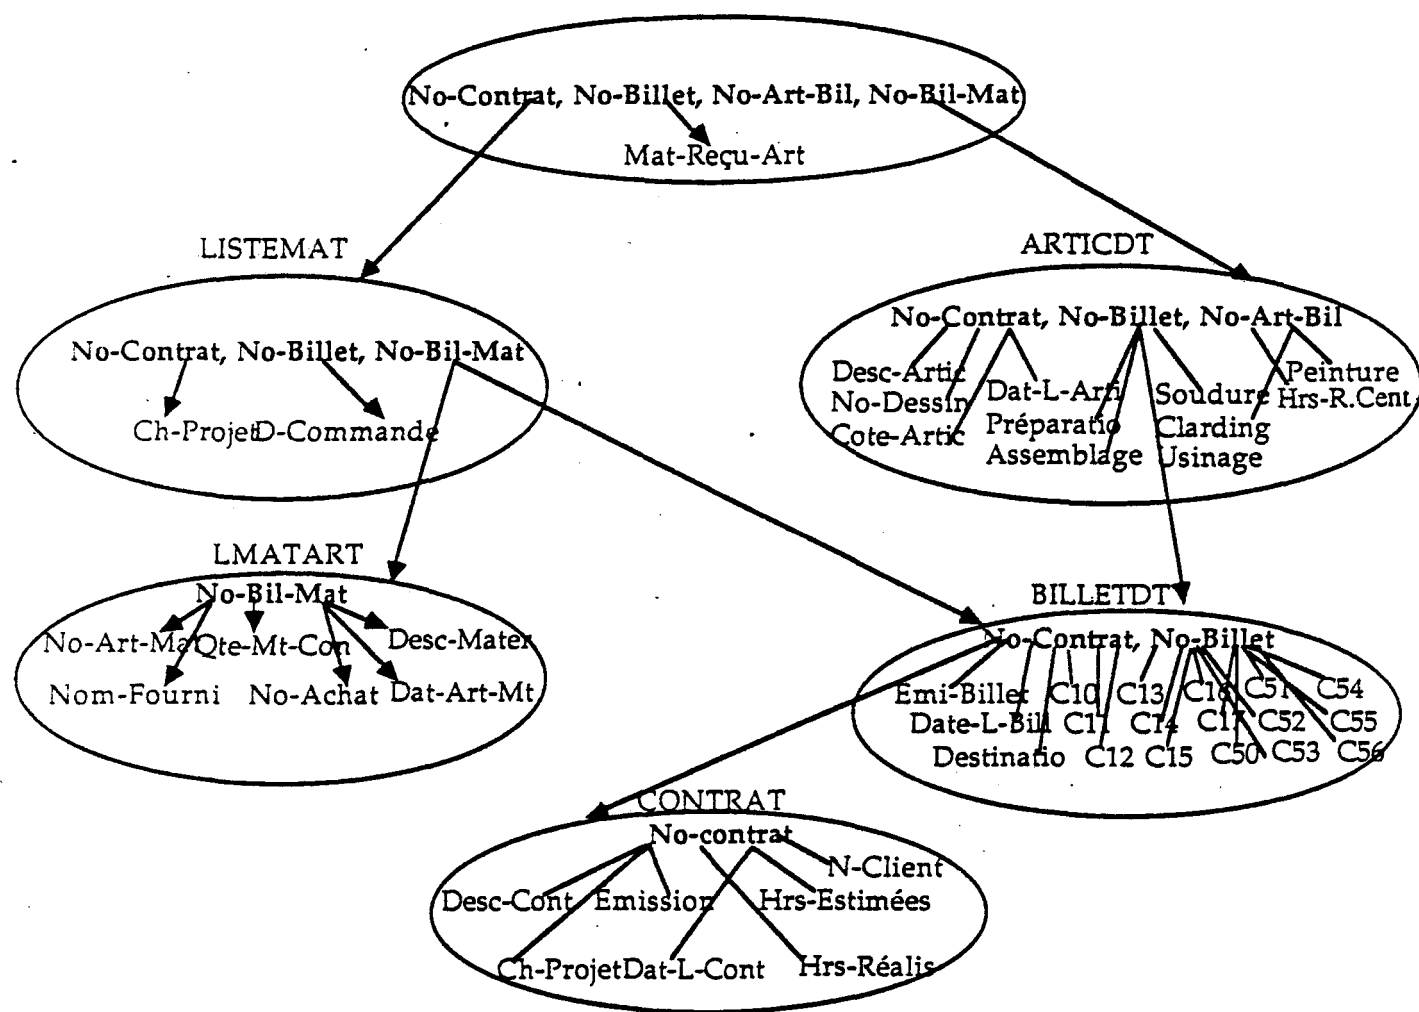 No-Contrat, No-Billet, No-Art-Bil, No-Bil-Mat
Mat-Reçu-Art
LISTEMAT
No-Contrat, No-Billet, No-Bil-Mat
Ch-Projet D-Commande
ARTICDT
No-Contrat, No-Billet, No-Art-Bil
Desc-Artic Dat-L-Arti Soudure Peinture
No-Dessin Préparatio Clarding Hrs-R.Cent
Cote-Artic Assemblage Usinage
LMATART
No-Bil-Mat
No-Art-Mat Qte-Mt-Con Desc-Mater
Nom-Fourni No-Achat Dat-Art-Mt
BILLETDT
No-Contrat, No-Billet
Emi-Billet C10 C13 C16 C51 C54
Date-L-Bill C11 C14 C17 C52 C55
Destinatio C12 C15 C50 C53 C56
CONTRAT
No-contrat
N-Client
Desc-Cont Emission Hrs-Estimées
Ch-Projet Dat-L-Cont Hrs-Réalis